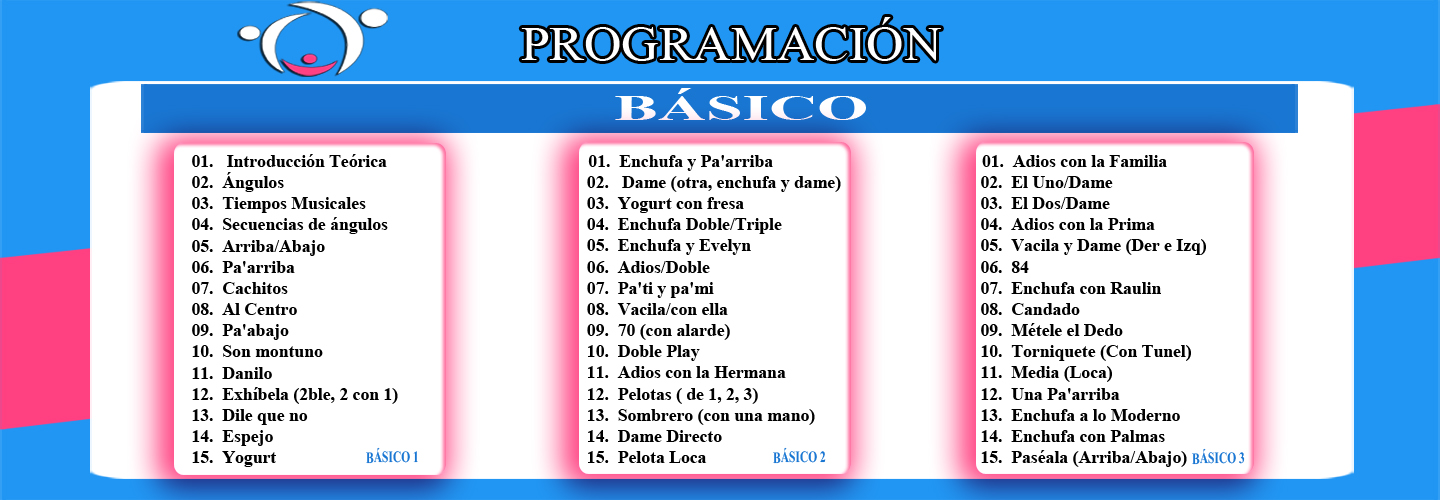 PROGRAMACIÓN
BÁSICO
01. Introducción Teórica
02. Ángulos
03. Tiempos Musicales
04. Secuencias de ángulos
05. Arriba/Abajo
06. Pa'arriba
07. Cachitos
08. Al Centro
09. Pa'abajo
10. Son montuno
11. Danilo
12. Exhíbela (2ble, 2 con 1)
13. Dile que no
14. Espejo
15. Yogurt
BÁSICO 1
01. Enchufa y Pa'arriba
02. Dame (otra, enchufa y dame)
03. Yogurt con fresa
04. Enchufa Doble/Triple
05. Enchufa y Evelyn
06. Adios/Doble
07. Pa'ti y pa'mi
08. Vacila/con ella
09. 70 (con alarde)
10. Doble Play
11. Adios con la Hermana
12. Pelotas ( de 1, 2, 3)
13. Sombrero (con una mano)
14. Dame Directo
15. Pelota Loca
BÁSICO 2
01. Adios con la Familia
02. El Uno/Dame
03. El Dos/Dame
04. Adios con la Prima
05. Vacila y Dame (Der e Izq)
06. 84
07. Enchufa con Raulin
08. Candado
09. Métele el Dedo
10. Torniquete (Con Tunel)
11. Media (Loca)
12. Una Pa'arriba
13. Enchufa a lo Moderno
14. Enchufa con Palmas
15. Paséala (Arriba/Abajo)
BÁSICO 3